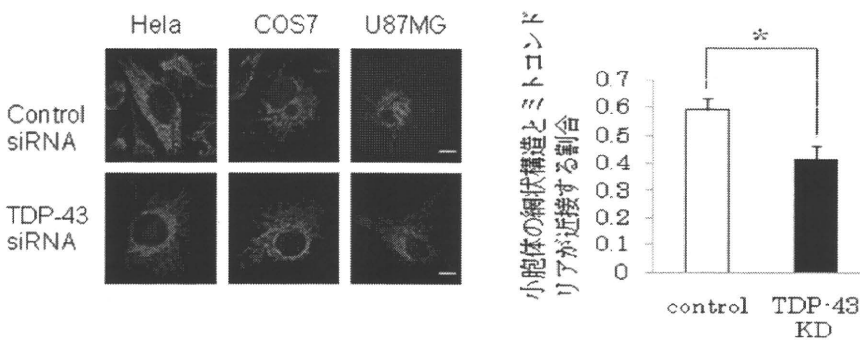 Hela COS7 U87MG
Control
siRNA
TDP-43
siRNA
小胞体の網状構造とミトコンド
リアが近接する割合
*
0.7
0.6
0.5
0.4
0.3
0.2
0.1
0
control TDP-43
KD